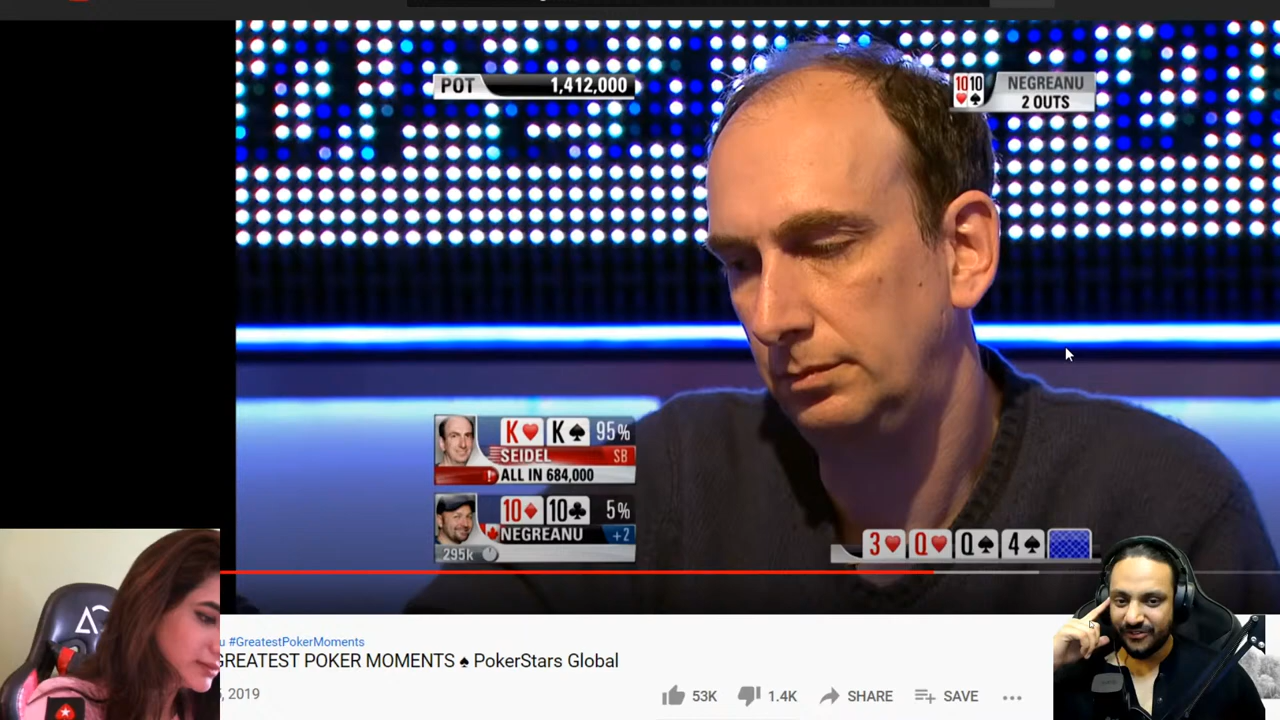 POT 1,412,000
10♥ 10♠ NEGREANU
2 OUTS
K♥ K♠ 95%
SEIDEL SB
! ALL IN 684,000
10♦ 10♣ 5%
NEGREANU +2
295k
3♥ Q♥ Q♠ 4♠
#GreatestPokerMoments
GREATEST POKER MOMENTS ♠ PokerStars Global
, 2019
53K 1.4K SHARE SAVE ...